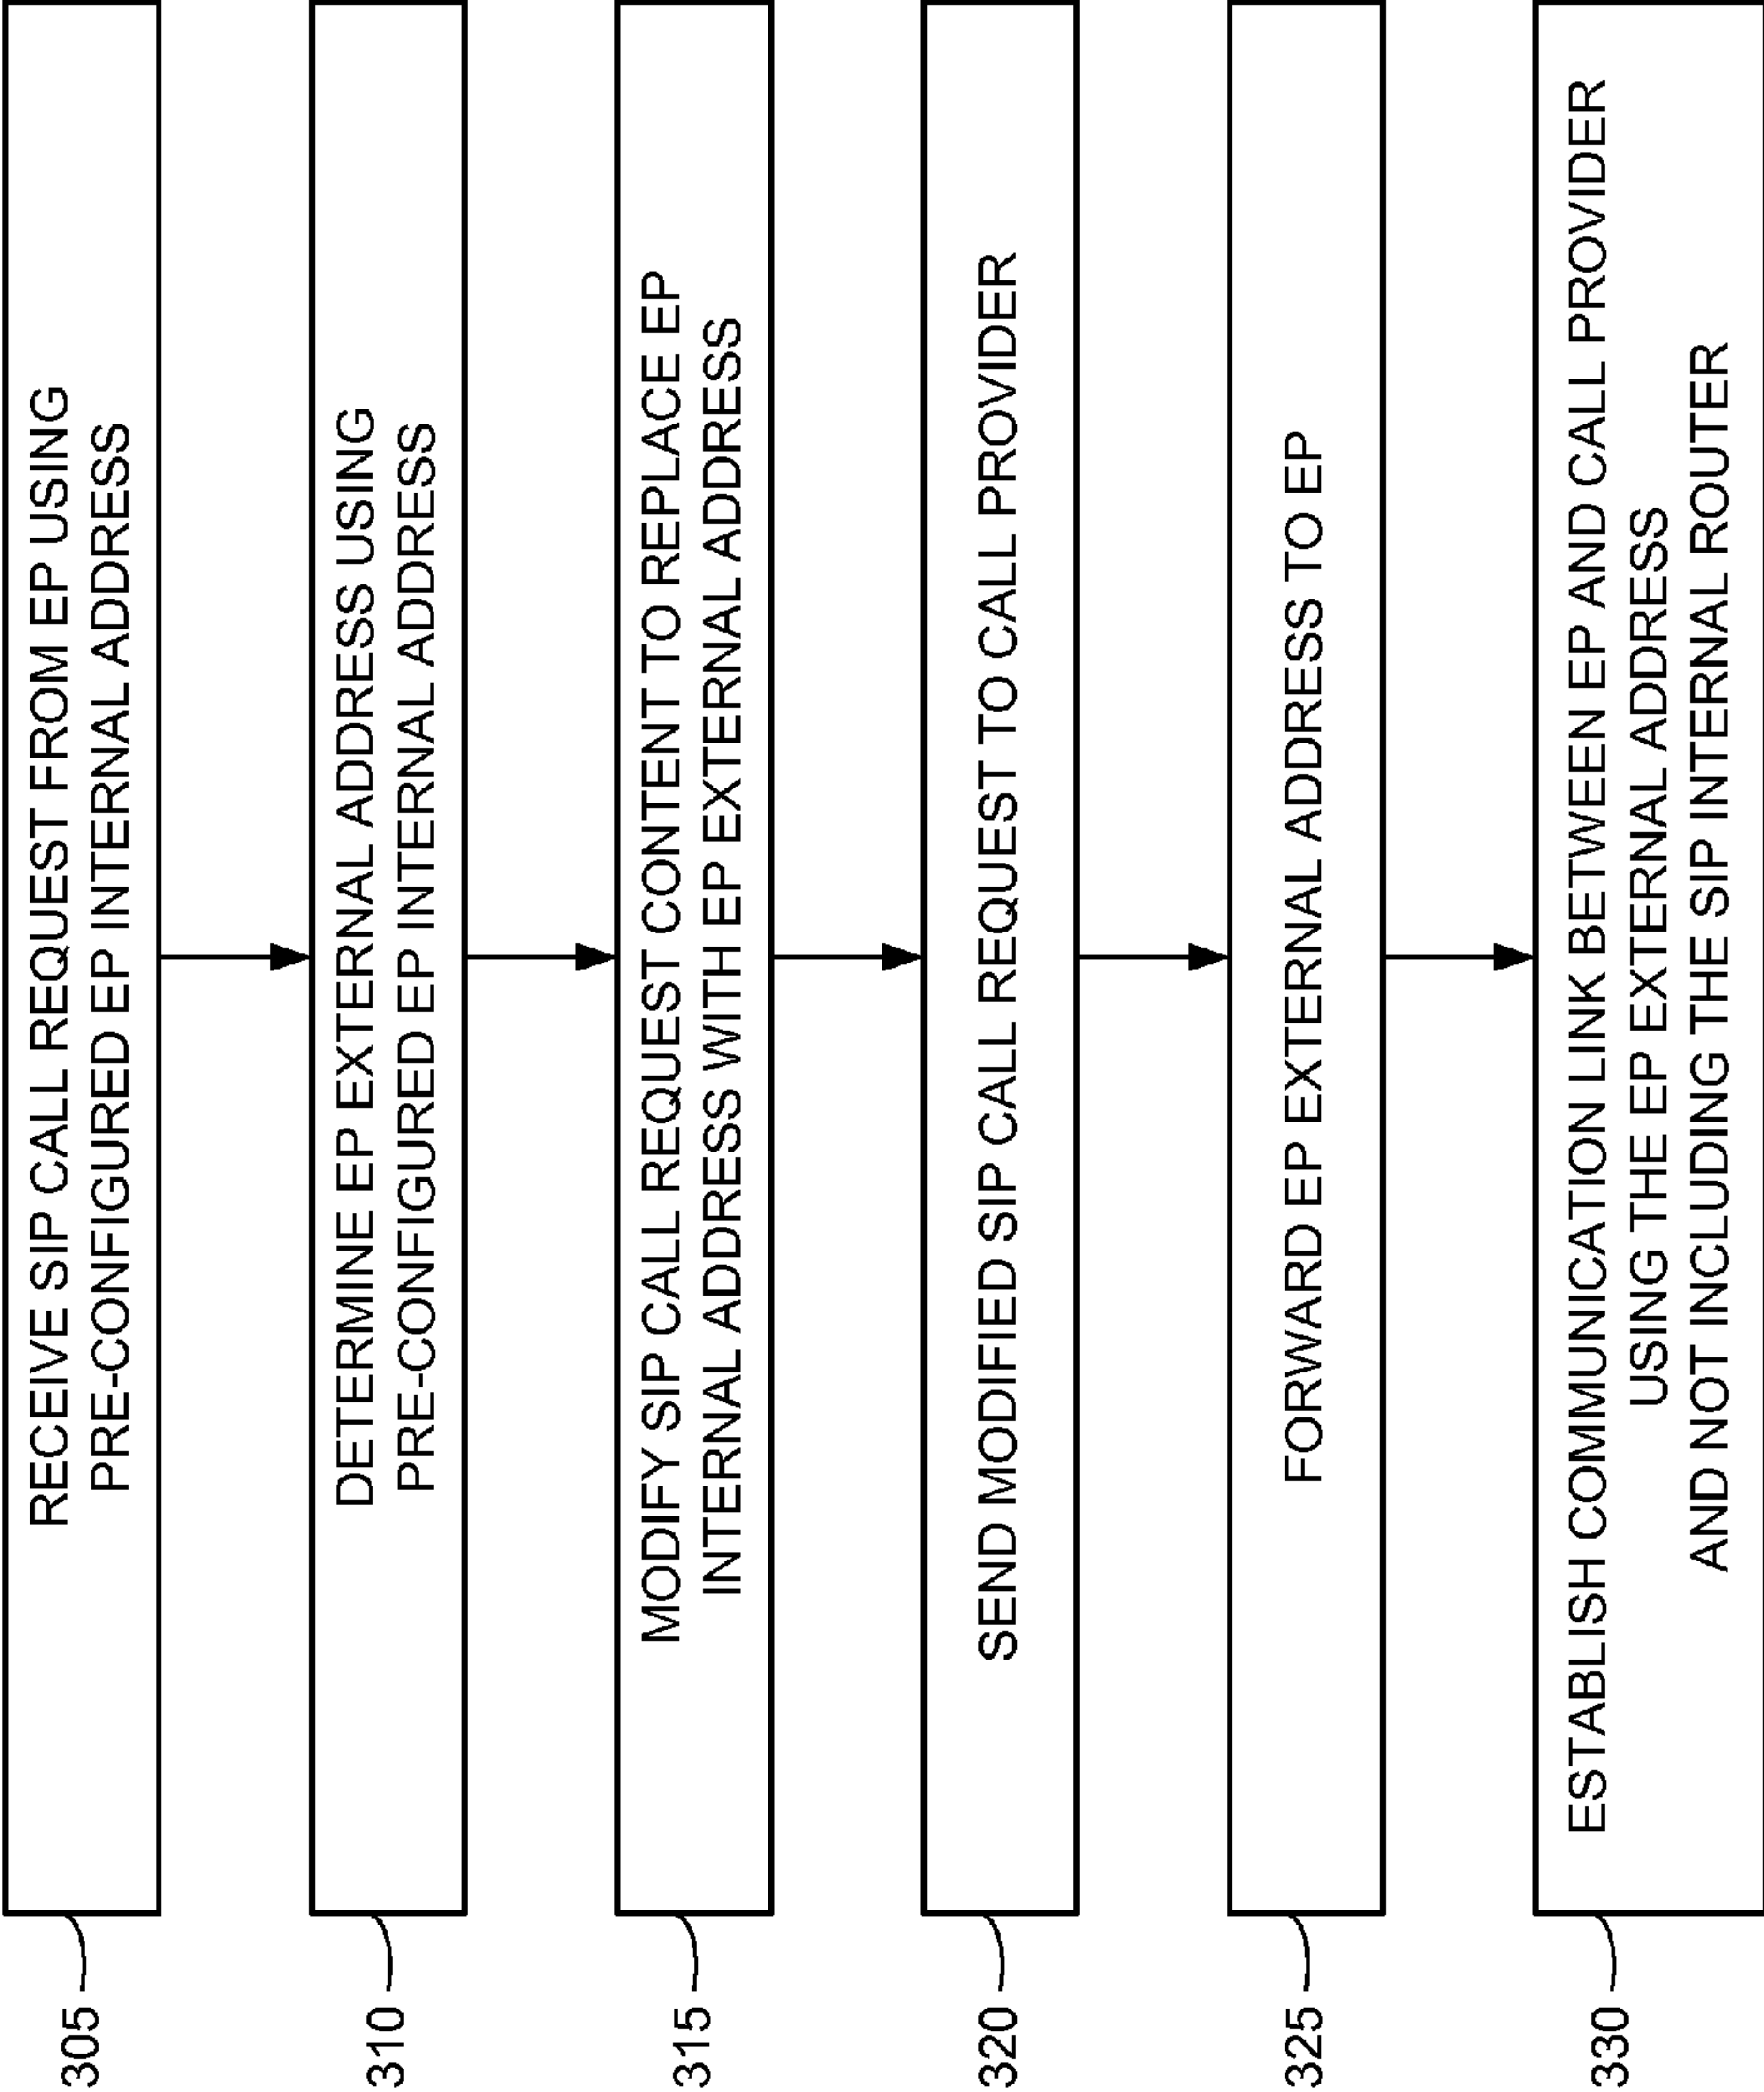 305
RECEIVE SIP CALL REQUEST FROM EP USING
PRE-CONFIGURED EP INTERNAL ADDRESS
310
DETERMINE EP EXTERNAL ADDRESS USING
PRE-CONFIGURED EP INTERNAL ADDRESS
315
MODIFY SIP CALL REQUEST CONTENT TO REPLACE EP
INTERNAL ADDRESS WITH EP EXTERNAL ADDRESS
320
SEND MODIFIED SIP CALL REQUEST TO CALL PROVIDER
325
FORWARD EP EXTERNAL ADDRESS TO EP
330
ESTABLISH COMMUNICATION LINK BETWEEN EP AND CALL PROVIDER
USING THE EP EXTERNAL ADDRESS
AND NOT INCLUDING THE SIP INTERNAL ROUTER